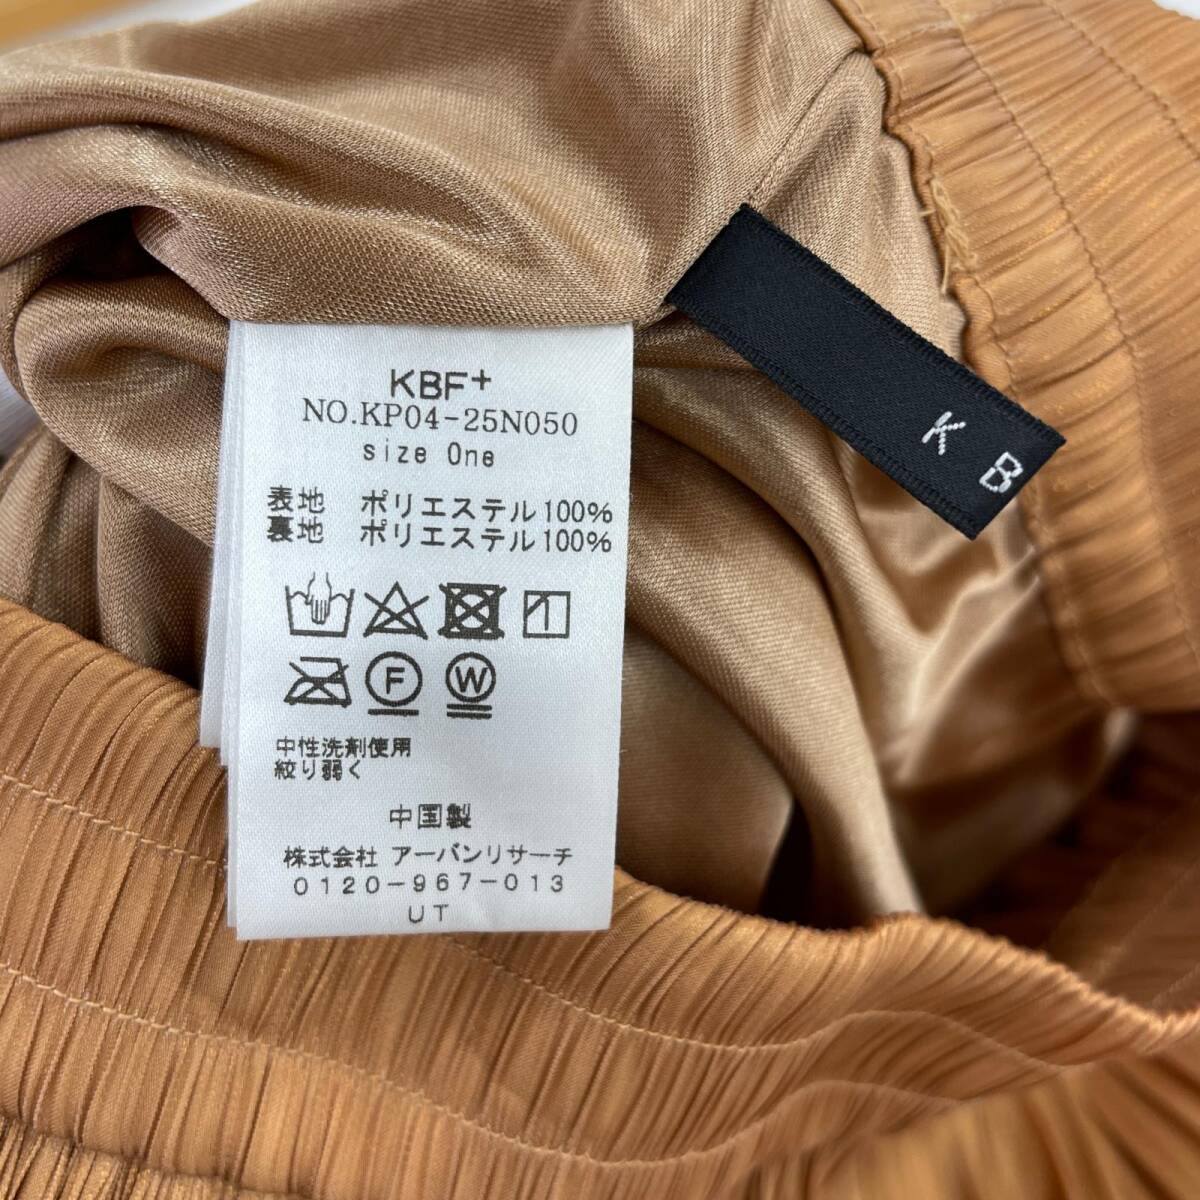 KBF+
NO.KP04-25N050
size One
表地 ポリエステル100%
裏地 ポリエステル100%
F W
中性洗剤使用
絞り弱く
中国製
株式会社 アーバンリサーチ
0120-967-013
UT
K B